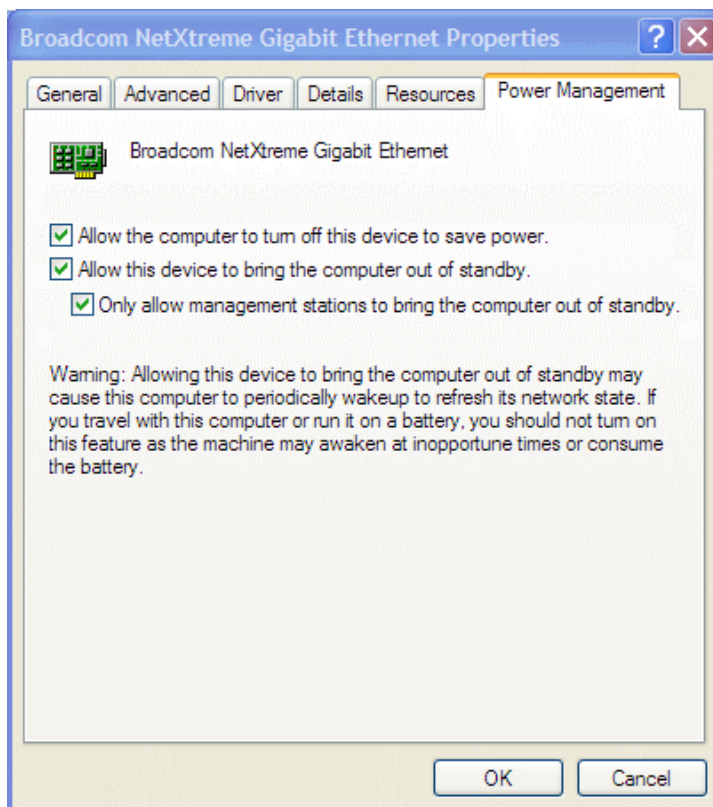 Broadcom NetXtreme Gigabit Ethernet Properties
General Advanced Driver Details Resources Power Management
Broadcom NetXtreme Gigabit Ethernet
Allow the computer to turn off this device to save power.
Allow this device to bring the computer out of standby.
Only allow management stations to bring the computer out of standby.
Warning: Allowing this device to bring the computer out of standby may
cause this computer to periodically wakeup to refresh its network state. If
you travel with this computer or run it on a battery, you should not turn on
this feature as the machine may awaken at inopportune times or consume
the battery.
OK Cancel